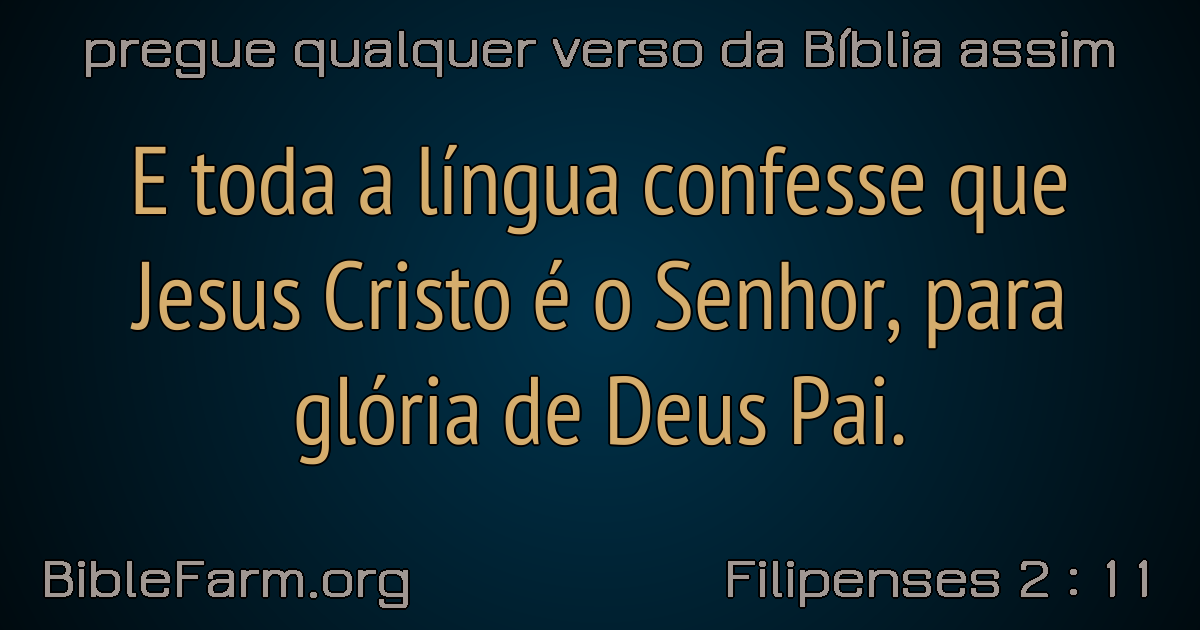 pregue qualquer verso da Bíblia assim
E toda a língua confesse que
Jesus Cristo é o Senhor, para
glória de Deus Pai.
BibleFarm.org
Filipenses 2 : 11